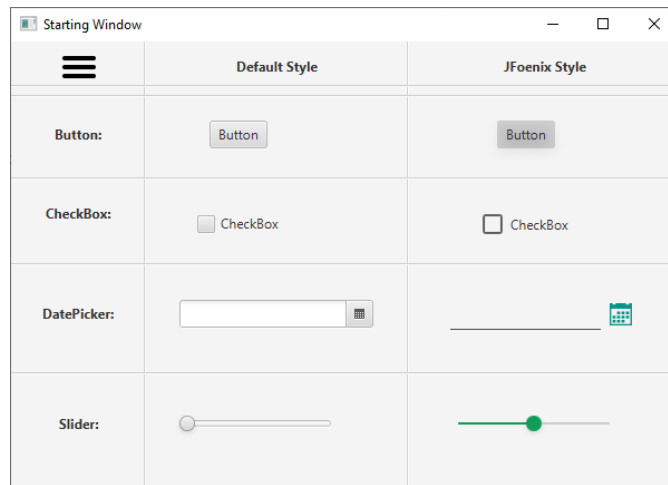 Starting Window
Default Style
JFoenix Style
Button:
Button
Button
CheckBox:
CheckBox
CheckBox
DatePicker:
Slider: